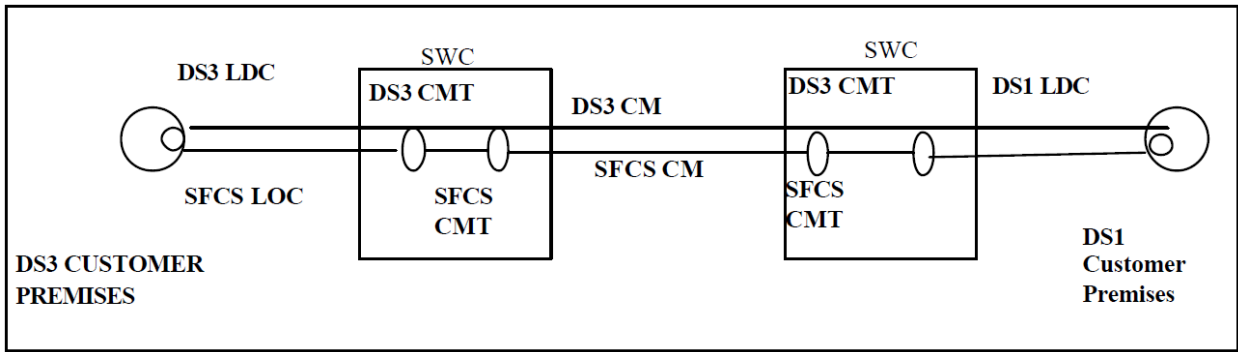 SWC
SWC
DS3 LDC
DS3 CMT
DS3 CM
DS3 CMT
DS1 LDC
SFCS LOC
SFCS
CMT
SFCS CM
SFCS
CMT
DS3 CUSTOMER
PREMISES
DS1
Customer
Premises